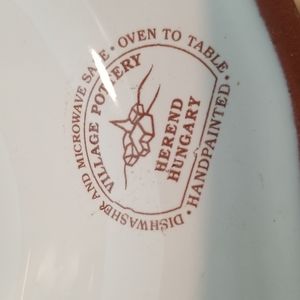 DISHWASHER AND MICROWAVE SAFE • OVEN TO TABLE • HANDPAINTED •
VILLAGE POTTERY
HEREND
HUNGARY